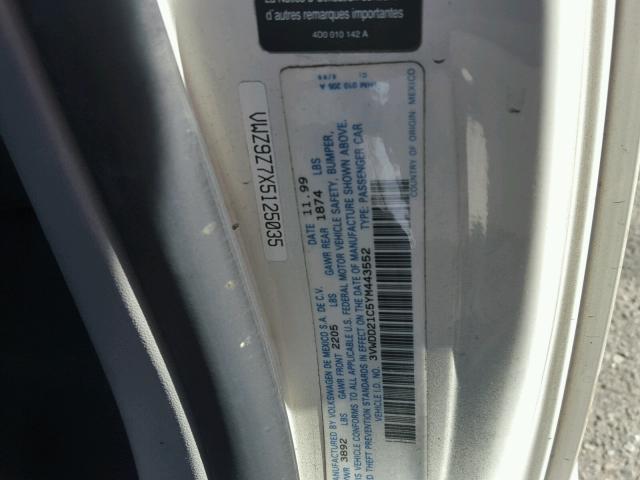 d'autres remarques importantes
4D0 010 142 A
VWZ9Z7X5125035
MANUFACTURED BY VOLKSWAGEN DE MEXICO S.A. DE C.V. DATE 11.99
GVWR 3892 LBS GAWR FRONT 2205 LBS GAWR REAR 1874 LBS
THIS VEHICLE CONFORMS TO ALL APPLICABLE U.S. FEDERAL MOTOR VEHICLE SAFETY, BUMPER,
AND THEFT PREVENTION STANDARDS IN EFFECT ON THE DATE OF MANUFACTURE SHOWN ABOVE.
VEHICLE I.D. NO. 3VWDD21C5YM443552 TYPE: PASSENGER CAR
COUNTRY OF ORIGIN: MEXICO
010 206 A